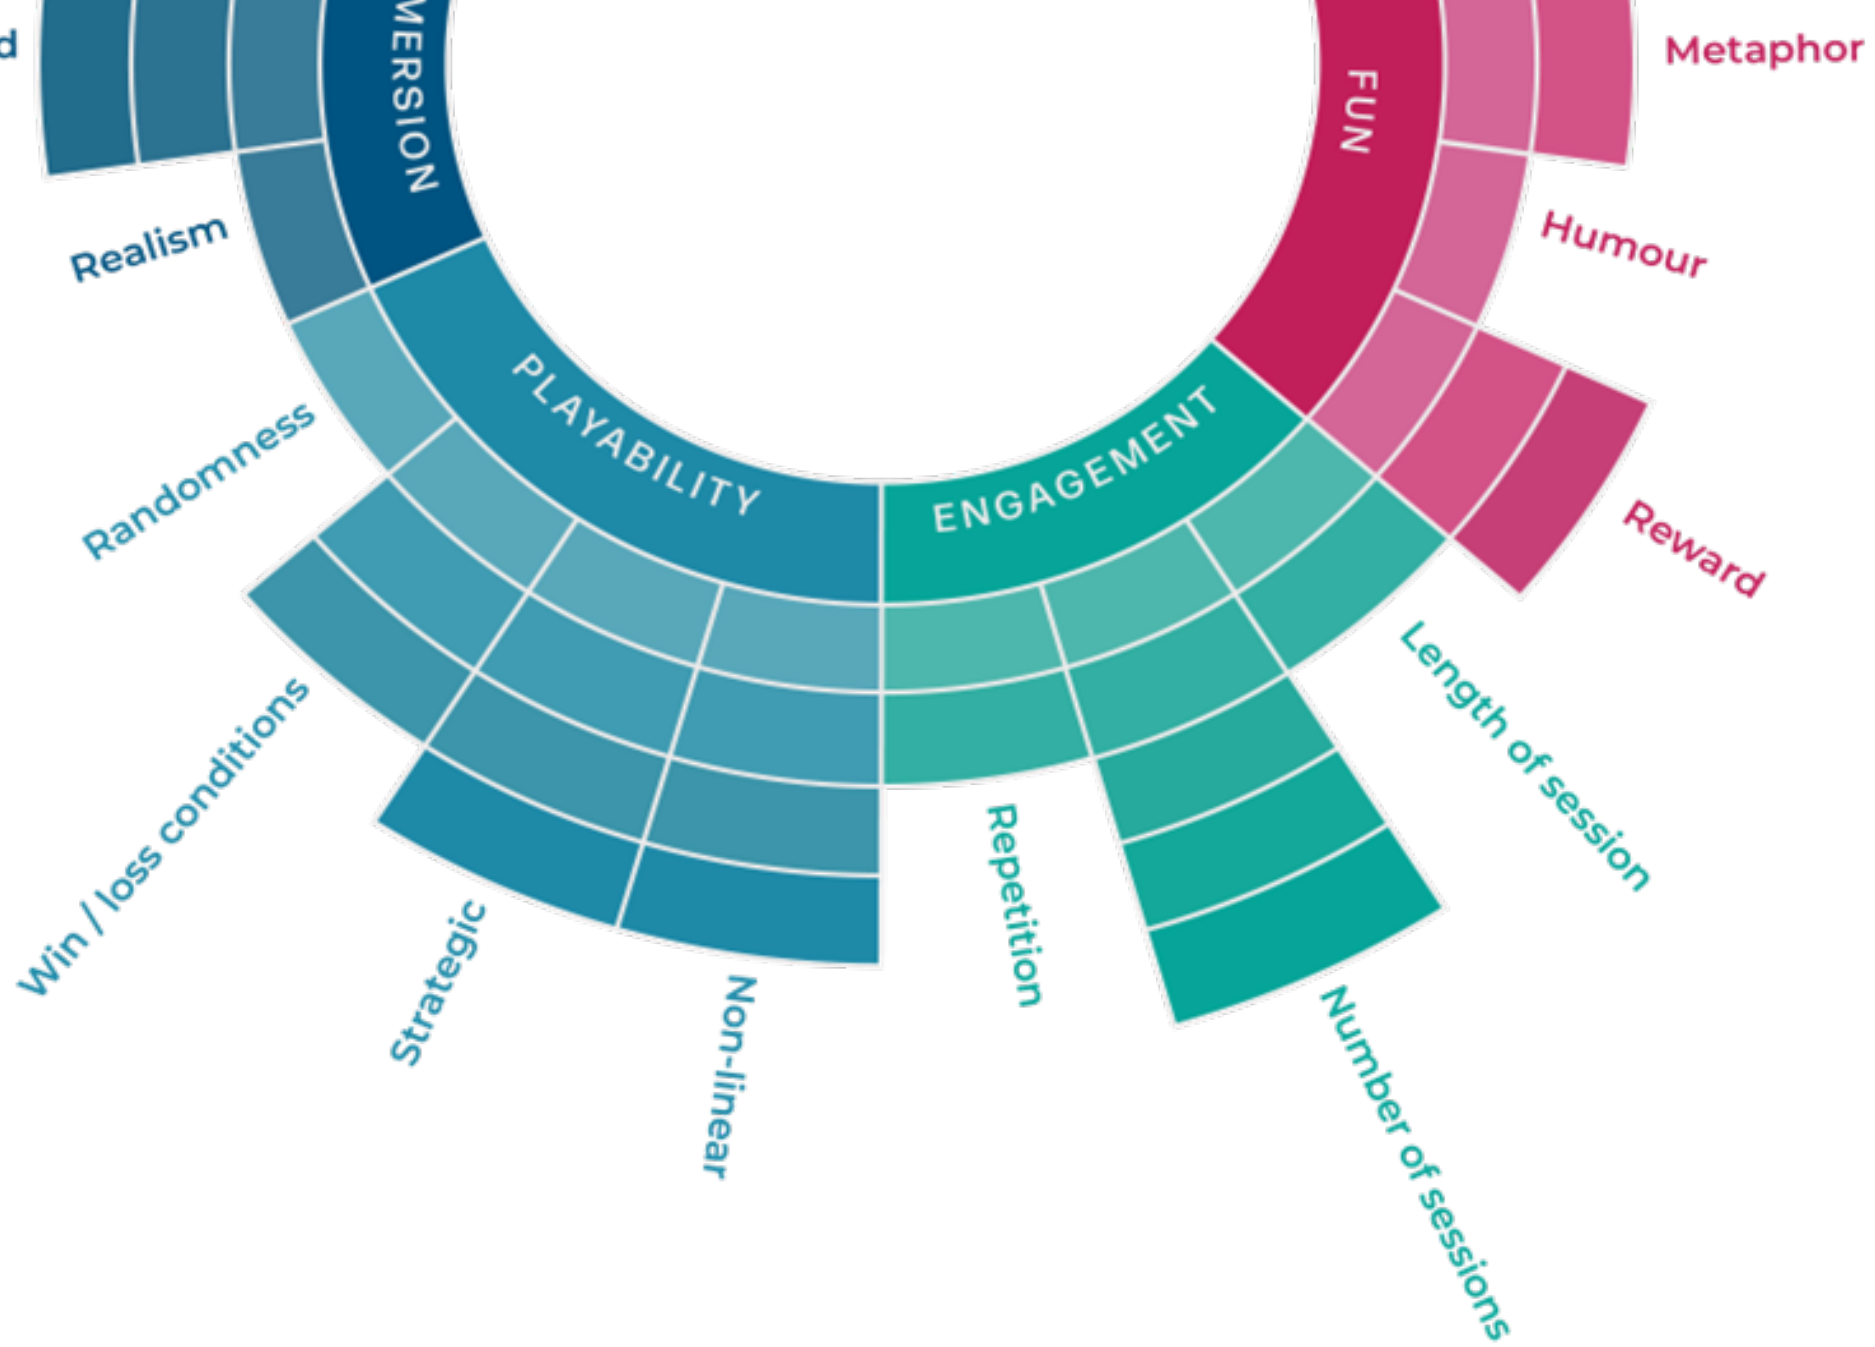 MERSION
FUN
Metaphor
Humour
Realism
PLAYABILITY
ENGAGEMENT
Randomness
Reward
Length of session
Win / loss conditions
Strategic
Non-linear
Repetition
Number of sessions